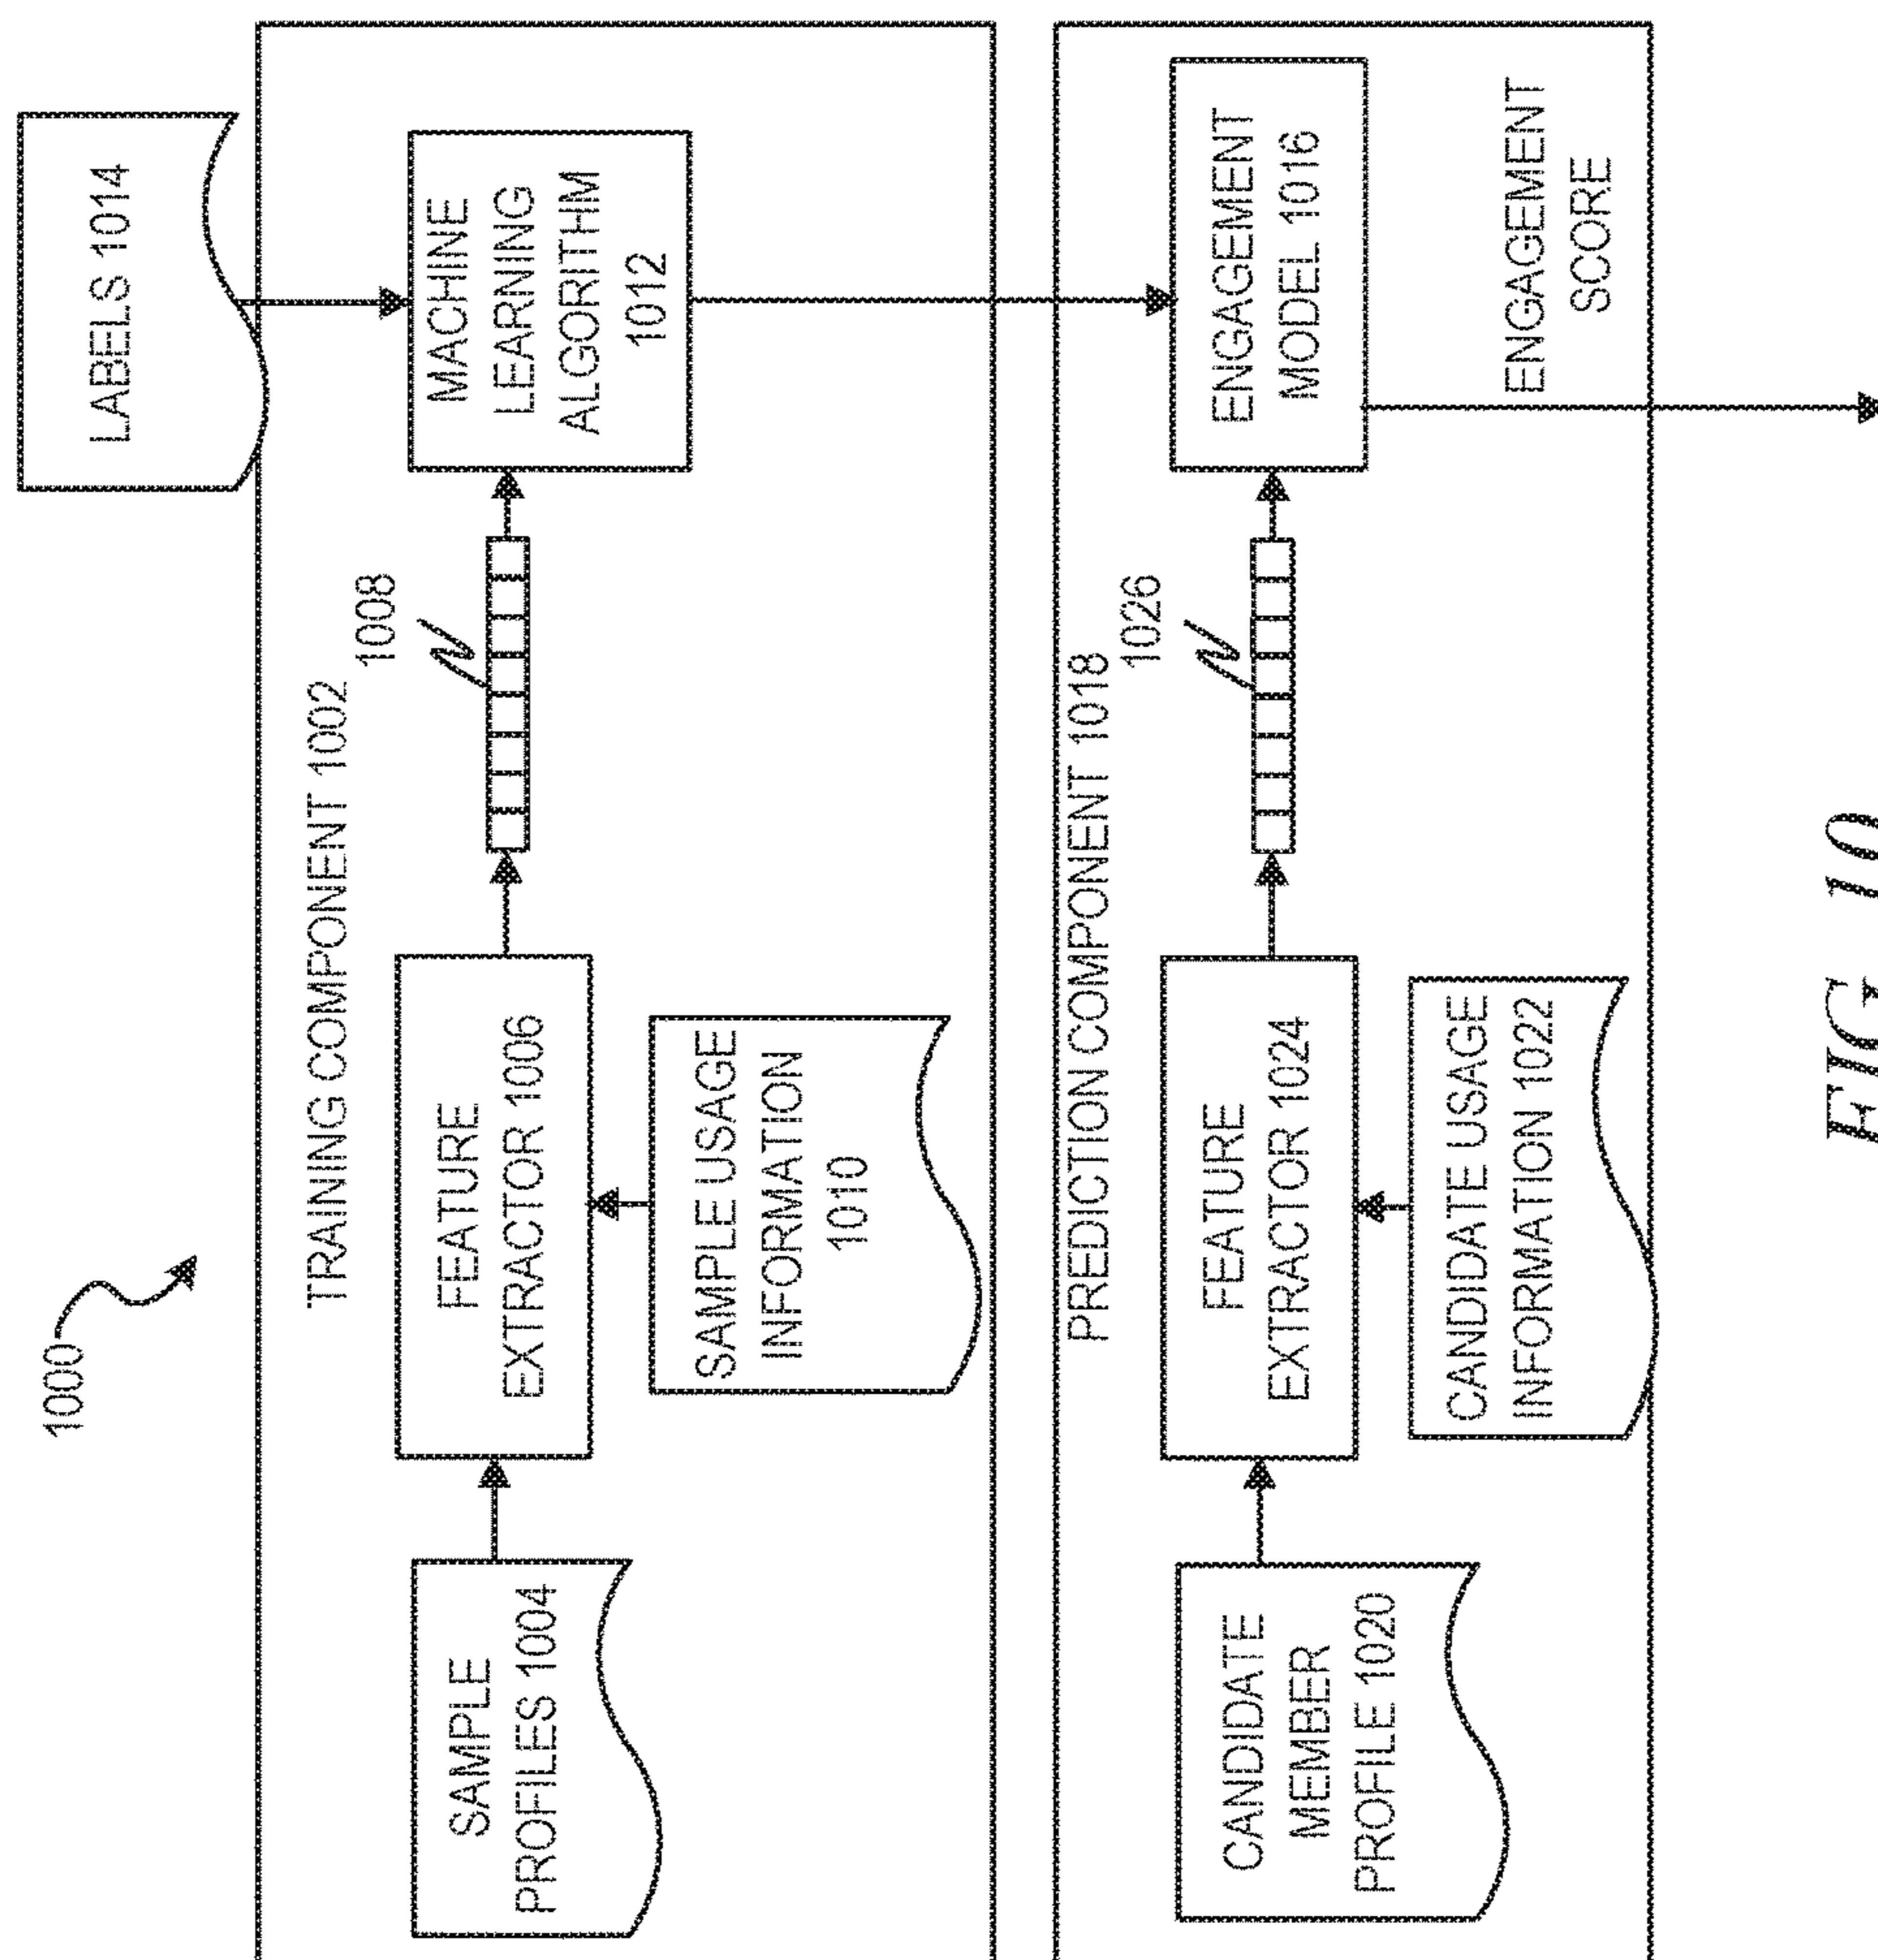 1000
LABELS 1014
TRAINING COMPONENT 1002
1008
SAMPLE
PROFILES 1004
FEATURE
EXTRACTOR 1006
MACHINE
LEARNING
ALGORITHM
1012
SAMPLE USAGE
INFORMATION
1010
PREDICTION COMPONENT 1018
1026
CANDIDATE
MEMBER
PROFILE 1020
FEATURE
EXTRACTOR 1024
ENGAGEMENT
MODEL 1016
CANDIDATE USAGE
INFORMATION 1022
ENGAGEMENT
SCORE
FIG. 10